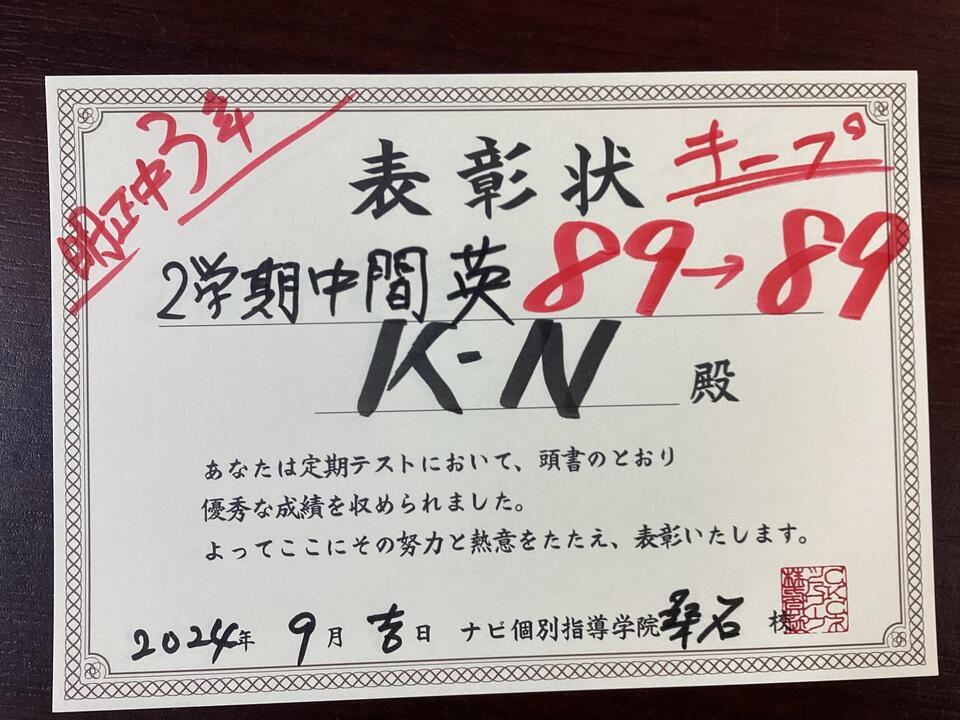 明正中3年
表彰状
キープ
2学期中間 英 89→89
K-N 殿
あなたは定期テストにおいて、頭書のとおり
優秀な成績を収められました。
よってここにその努力と熱意をたたえ、表彰いたします。
2024年 9月 吉日 ナビ個別指導学院 石 校